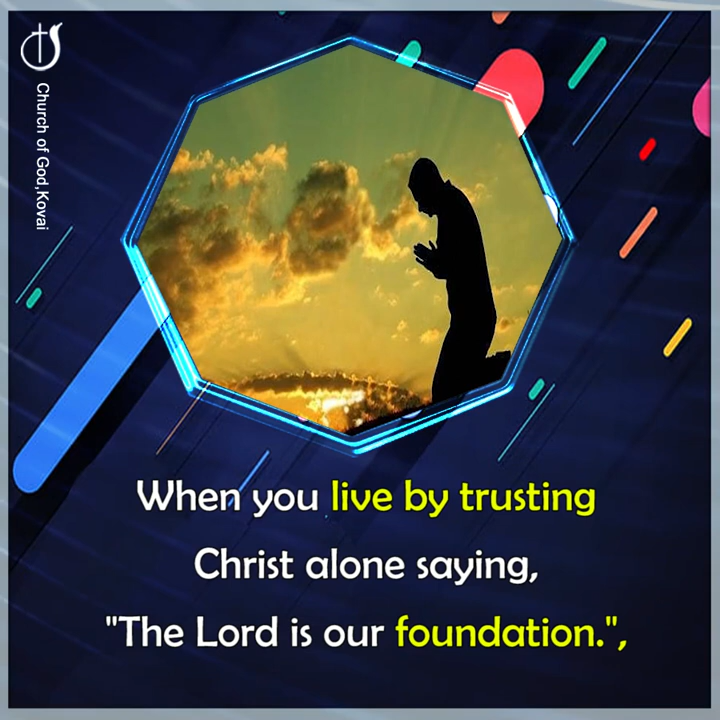 Church of God,Kovai
When you live by trusting
Christ alone saying,
"The Lord is our foundation.",